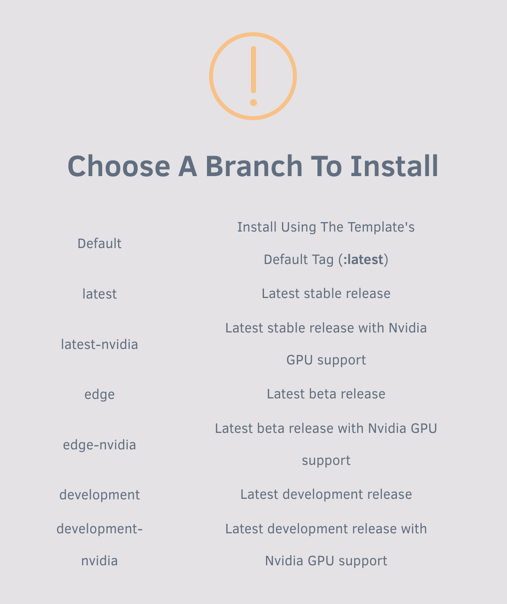 Choose A Branch To Install
Default
Install Using The Template's
Default Tag (:latest)
latest
Latest stable release
latest-nvidia
Latest stable release with Nvidia
GPU support
edge
Latest beta release
edge-nvidia
Latest beta release with Nvidia GPU
support
development
Latest development release
development-
nvidia
Latest development release with
Nvidia GPU support